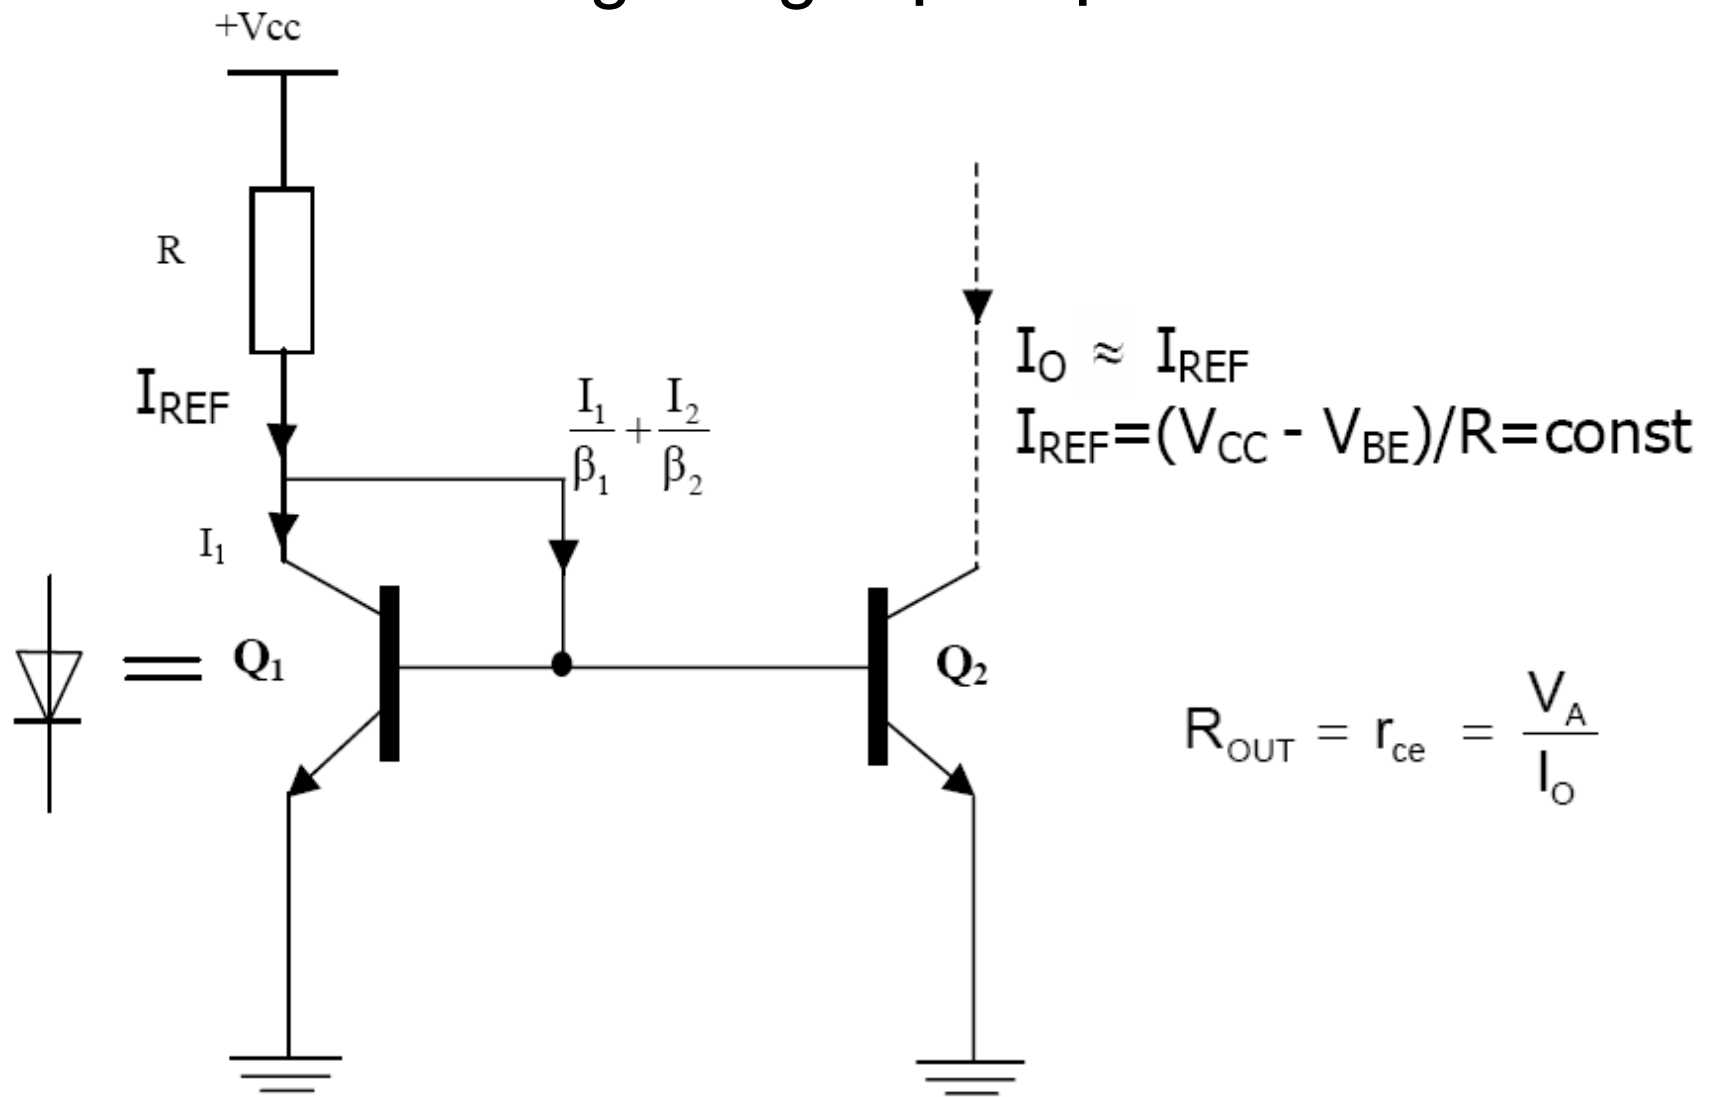 +Vcc
R
I_REF
I₁/β₁ + I₂/β₂
I_O ≈ I_REF
I_REF=(V_CC - V_BE)/R=const
I₁
Q₁
Q₂
R_OUT = r_ce = V_A/I_O